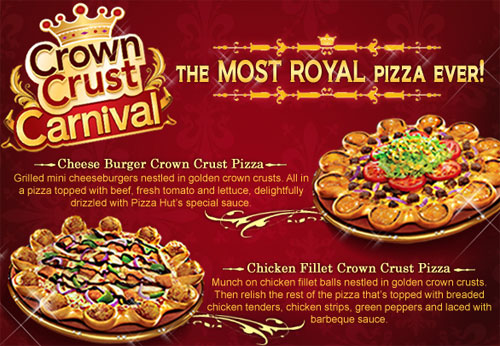 Crown
Crust
Carnival
THE MOST ROYAL PIZZA EVER!
Cheese Burger Crown Crust Pizza
Grilled mini cheeseburgers nestled in golden crown crusts. All in
a pizza topped with beef, fresh tomato and lettuce, delightfully
drizzled with Pizza Hut's special sauce.
Chicken Fillet Crown Crust Pizza
Munch on chicken fillet balls nestled in golden crown crusts.
Then relish the rest of the pizza that's topped with breaded
chicken tenders, chicken strips, green peppers and laced with
barbeque sauce.